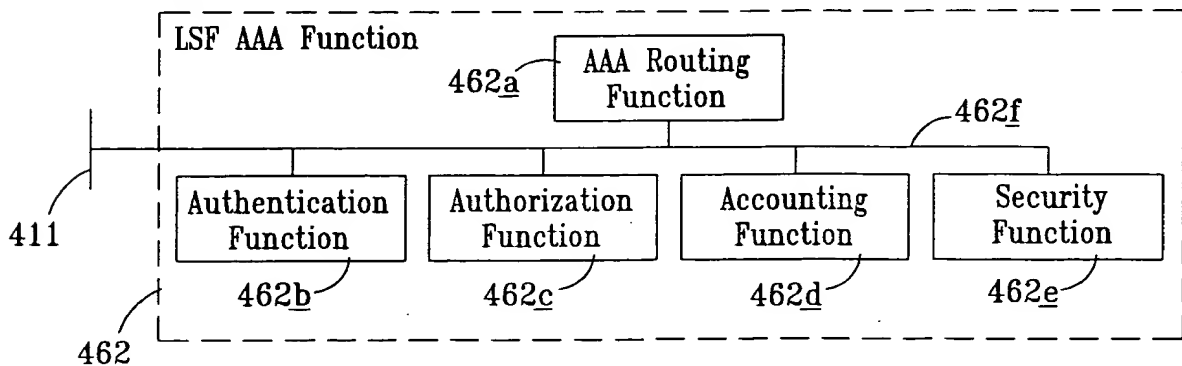 LSF AAA Function
AAA Routing
Function
462a
462f
Authentication
Function
Authorization
Function
Accounting
Function
Security
Function
411
462b
462c
462d
462e
462